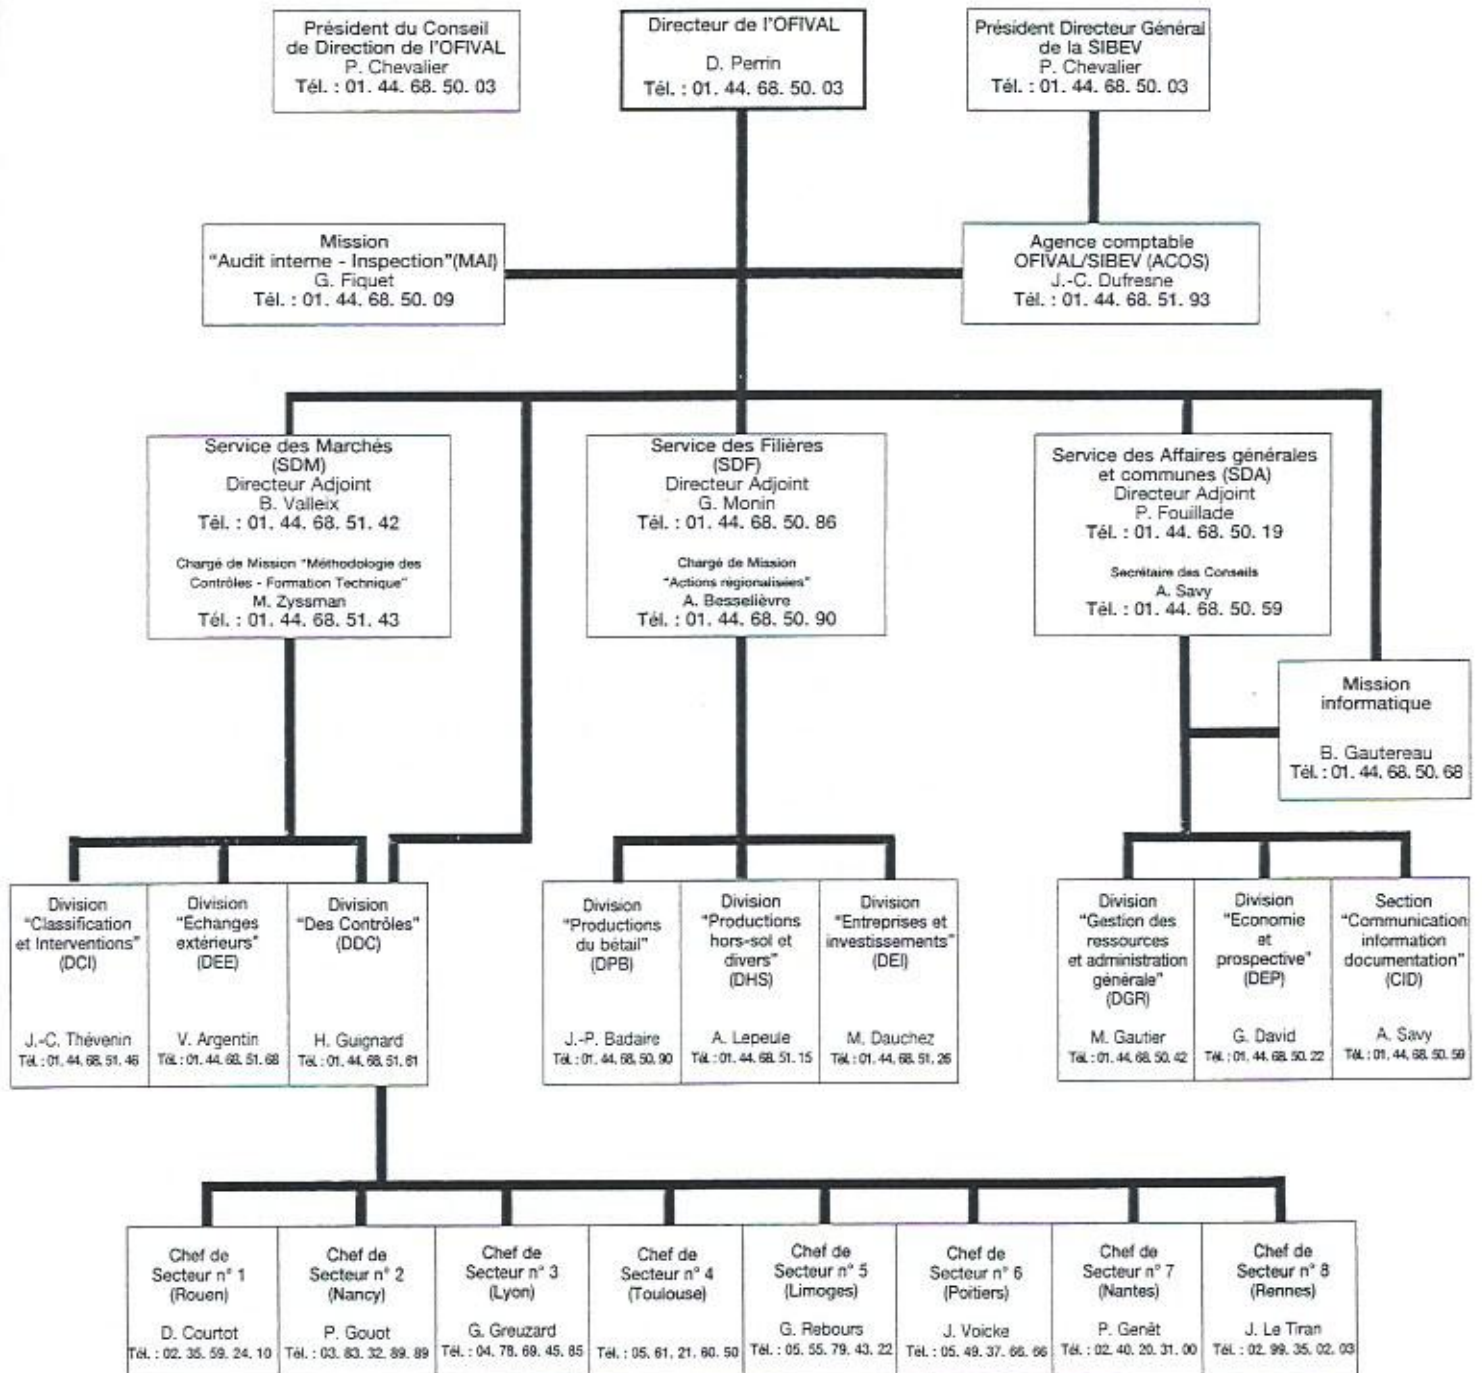 Président du Conseil
de Direction de l'OFIVAL
P. Chevalier
Tél. : 01. 44. 68. 50. 03
Directeur de l'OFIVAL
D. Perrin
Tél. : 01. 44. 68. 50. 03
Président Directeur Général
de la SIBEV
P. Chevalier
Tél. : 01. 44. 68. 50. 03
Mission
"Audit interne - Inspection"(MAI)
G. Fiquet
Tél. : 01. 44. 68. 50. 09
Agence comptable
OFIVAL/SIBEV (ACOS)
J.-C. Dufresne
Tél. : 01. 44. 68. 51. 93
Service des Marchés
(SDM)
Directeur Adjoint
B. Valleix
Tél. : 01. 44. 68. 51. 42
Chargé de Mission "Méthodologie des
Contrôles - Formation Technique"
M. Zyssman
Tél. : 01. 44. 68. 51. 43
Service des Filières
(SDF)
Directeur Adjoint
G. Monin
Tél. : 01. 44. 68. 50. 86
Chargé de Mission
"Actions régionalisées"
A. Besselièvre
Tél. : 01. 44. 68. 50. 90
Service des Affaires générales
et communes (SDA)
Directeur Adjoint
P. Fouillade
Tél. : 01. 44. 68. 50. 19
Secrétaire des Conseils
A. Savy
Tél. : 01. 44. 68. 50. 59
Mission
informatique
B. Gautereau
Tél. : 01. 44. 68. 50. 68
Division
"Classification
et Interventions"
(DCI)
J.-C. Thévenin
Tél. : 01. 44. 68. 51. 46
Division
"Échanges
extérieurs"
(DEE)
V. Argentin
Tél. : 01. 44. 68. 51. 68
Division
"Des Contrôles"
(DDC)
H. Guignard
Tél. : 01. 44. 68. 51. 61
Division
"Productions
du bétail"
(DPB)
J.-P. Badaire
Tél. : 01. 44. 68. 50. 90
Division
"Productions
hors-sol et
divers"
(DHS)
A. Lepeule
Tél. : 01. 44. 68. 51. 15
Division
"Entreprises et
investissements"
(DEI)
M. Dauchez
Tél. : 01. 44. 68. 51. 26
Division
"Gestion des
ressources
et administration
générale"
(DGR)
M. Gautier
Tél. : 01. 44. 68. 50. 42
Division
"Economie
et
prospective"
(DEP)
G. David
Tél. : 01. 44. 68. 50. 22
Section
"Communication
information
documentation"
(CID)
A. Savy
Tél. : 01. 44. 68. 50. 59
Chef de
Secteur n° 1
(Rouen)
D. Courtot
Tél. : 02. 35. 59. 24. 10
Chef de
Secteur n° 2
(Nancy)
P. Gouot
Tél. : 03. 83. 32. 89. 89
Chef de
Secteur n° 3
(Lyon)
G. Greuzard
Tél. : 04. 78. 69. 45. 85
Chef de
Secteur n° 4
(Toulouse)
Tél. : 05. 61. 21. 60. 50
Chef de
Secteur n° 5
(Limoges)
G. Rebours
Tél. : 05. 55. 79. 43. 22
Chef de
Secteur n° 6
(Poitiers)
J. Voicke
Tél. : 05. 49. 37. 66. 66
Chef de
Secteur n° 7
(Nantes)
P. Genêt
Tél. : 02. 40. 20. 31. 00
Chef de
Secteur n° 8
(Rennes)
J. Le Tiran
Tél. : 02. 99. 35. 02. 03